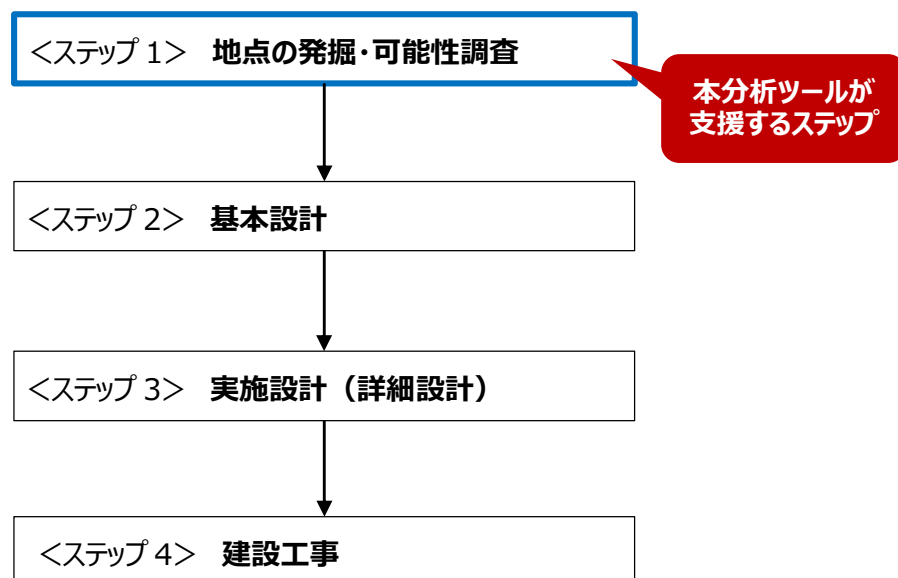 <ステップ 1> 地点の発掘・可能性調査
本分析ツールが
支援するステップ
<ステップ 2> 基本設計
<ステップ 3> 実施設計（詳細設計）
<ステップ 4> 建設工事